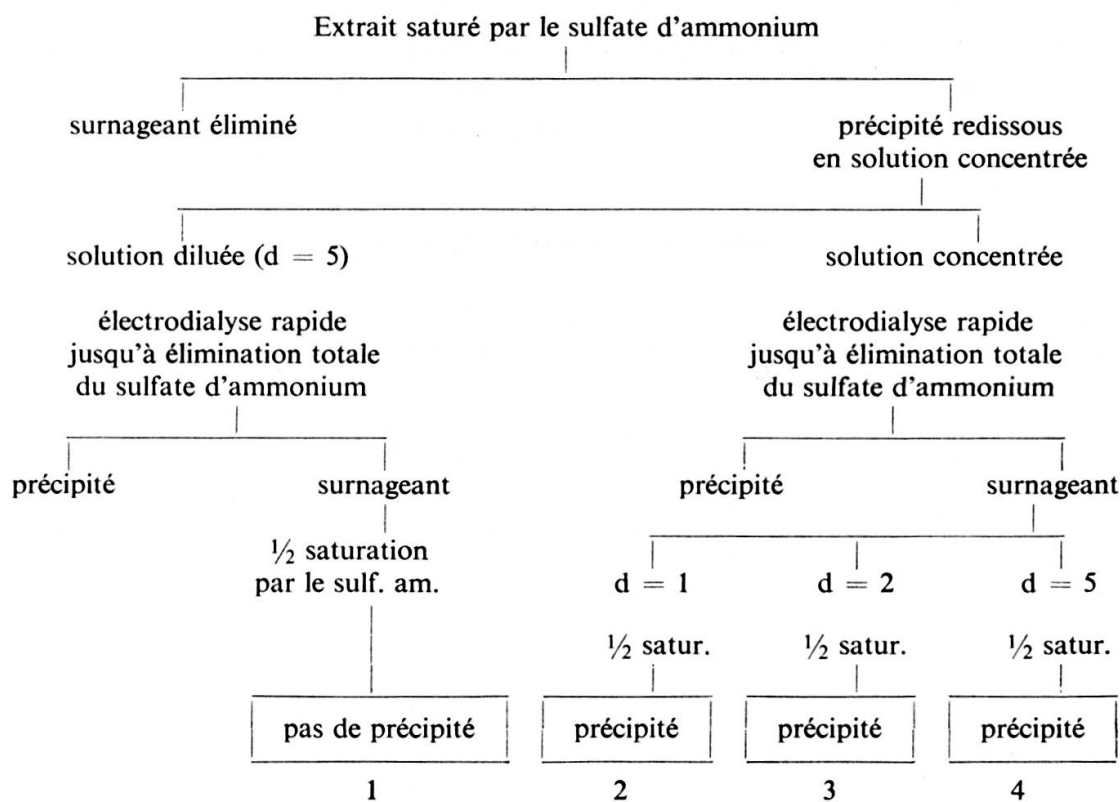 Extrait saturé par le sulfate d'ammonium
surnageant éliminé
précipité redissous
en solution concentrée
solution diluée (d = 5)
solution concentrée
électrodialyse rapide
jusqu'à élimination totale
du sulfate d'ammonium
électrodialyse rapide
jusqu'à élimination totale
du sulfate d'ammonium
précipité
surnageant
précipité
surnageant
½ saturation
par le sulf. am.
d = 1
d = 2
d = 5
½ satur.
½ satur.
½ satur.
pas de précipité
précipité
précipité
précipité
1
2
3
4